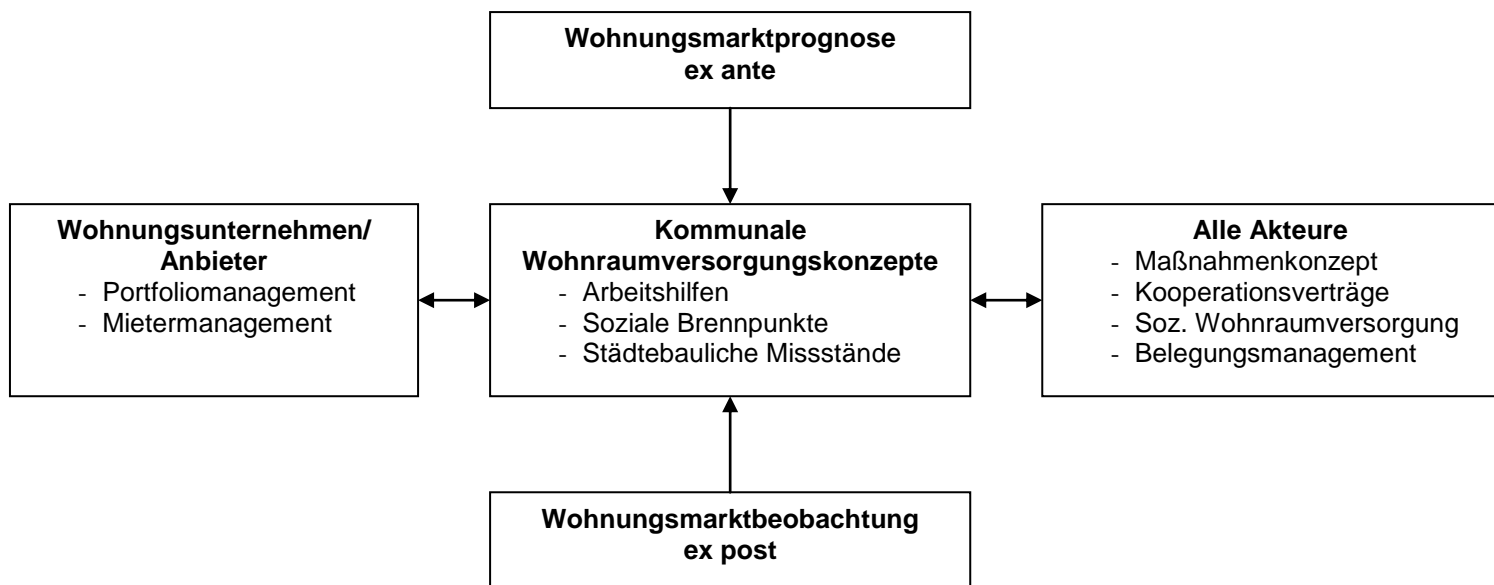 Wohnungsmarktprognose
ex ante
Wohnungsunternehmen/
Anbieter
- Portfoliomanagement
- Mietermanagement
Kommunale
Wohnraumversorgungskonzepte
- Arbeitshilfen
- Soziale Brennpunkte
- Städtebauliche Missstände
Alle Akteure
- Maßnahmenkonzept
- Kooperationsverträge
- Soz. Wohnraumversorgung
- Belegungsmanagement
Wohnungsmarktbeobachtung
ex post